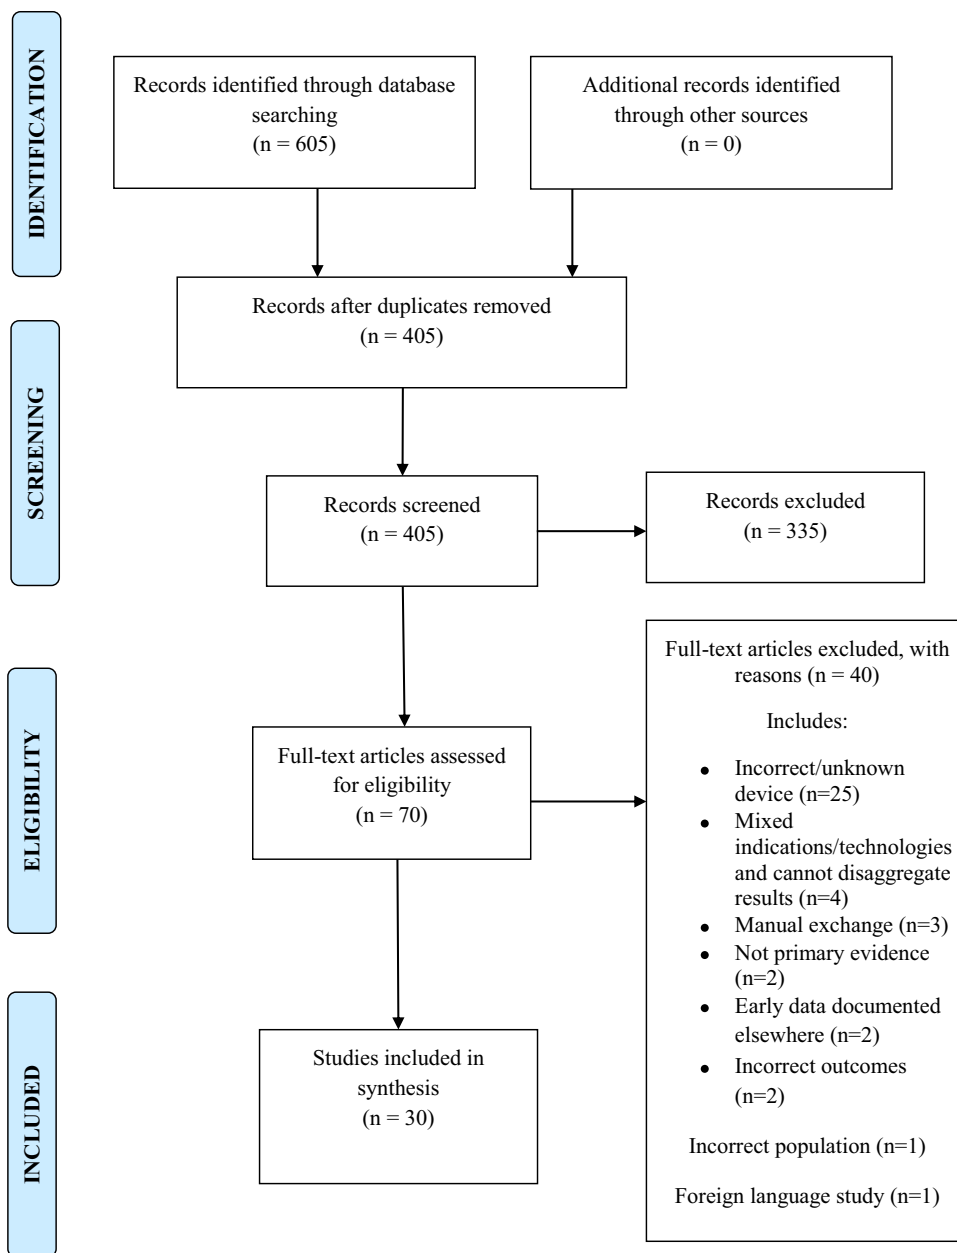 IDENTIFICATION
Records identified through database
searching
(n = 605)
Additional records identified
through other sources
(n = 0)
Records after duplicates removed
(n = 405)
SCREENING
Records screened
(n = 405)
Records excluded
(n = 335)
ELIGIBILITY
Full-text articles assessed
for eligibility
(n = 70)
Full-text articles excluded, with
reasons (n = 40)
Includes:
● Incorrect/unknown
device (n=25)
● Mixed
indications/technologies
and cannot disaggregate
results (n=4)
● Manual exchange (n=3)
● Not primary evidence
(n=2)
● Early data documented
elsewhere (n=2)
● Incorrect outcomes
(n=2)
Incorrect population (n=1)
Foreign language study (n=1)
INCLUDED
Studies included in
synthesis
(n = 30)